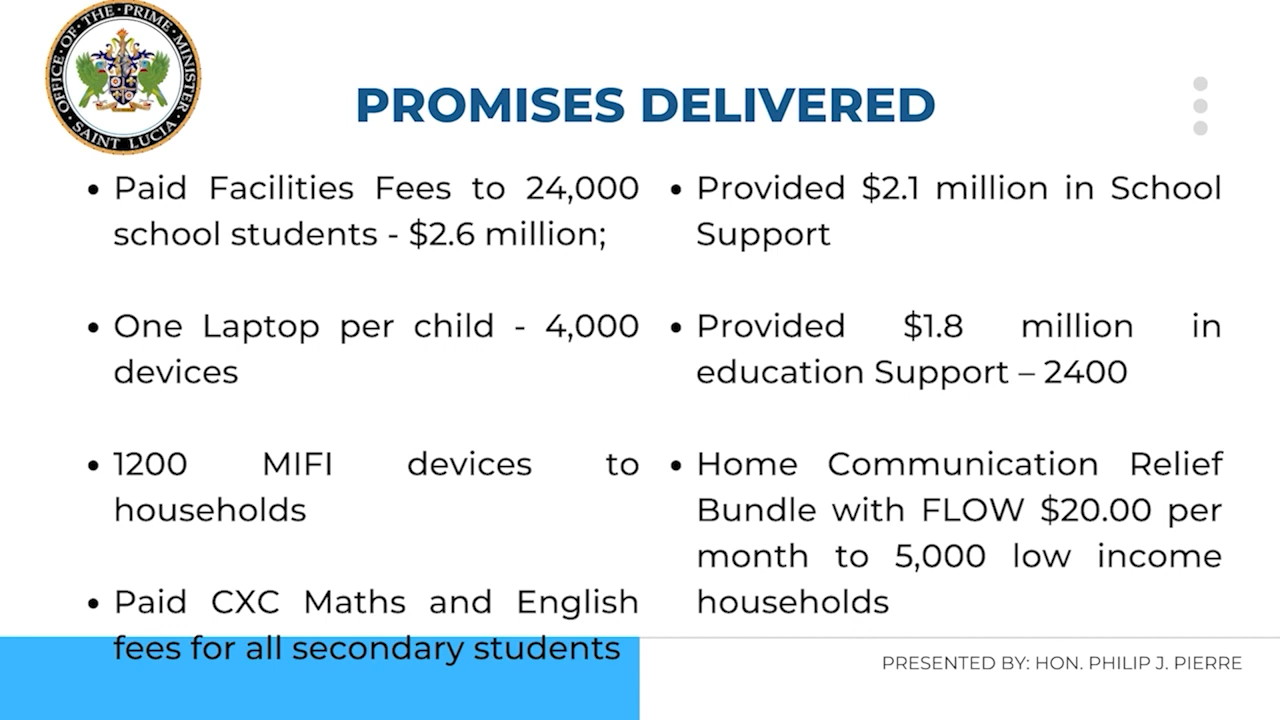 OFFICE · OF · THE · PRIME · MINISTER
· SAINT LUCIA ·
PROMISES DELIVERED
• Paid Facilities Fees to 24,000
school students - $2.6 million;
• One Laptop per child - 4,000
devices
• 1200 MIFI devices to
households
• Paid CXC Maths and English
fees for all secondary students
• Provided $2.1 million in School
Support
• Provided $1.8 million in
education Support – 2400
• Home Communication Relief
Bundle with FLOW $20.00 per
month to 5,000 low income
households
PRESENTED BY: HON. PHILIP J. PIERRE